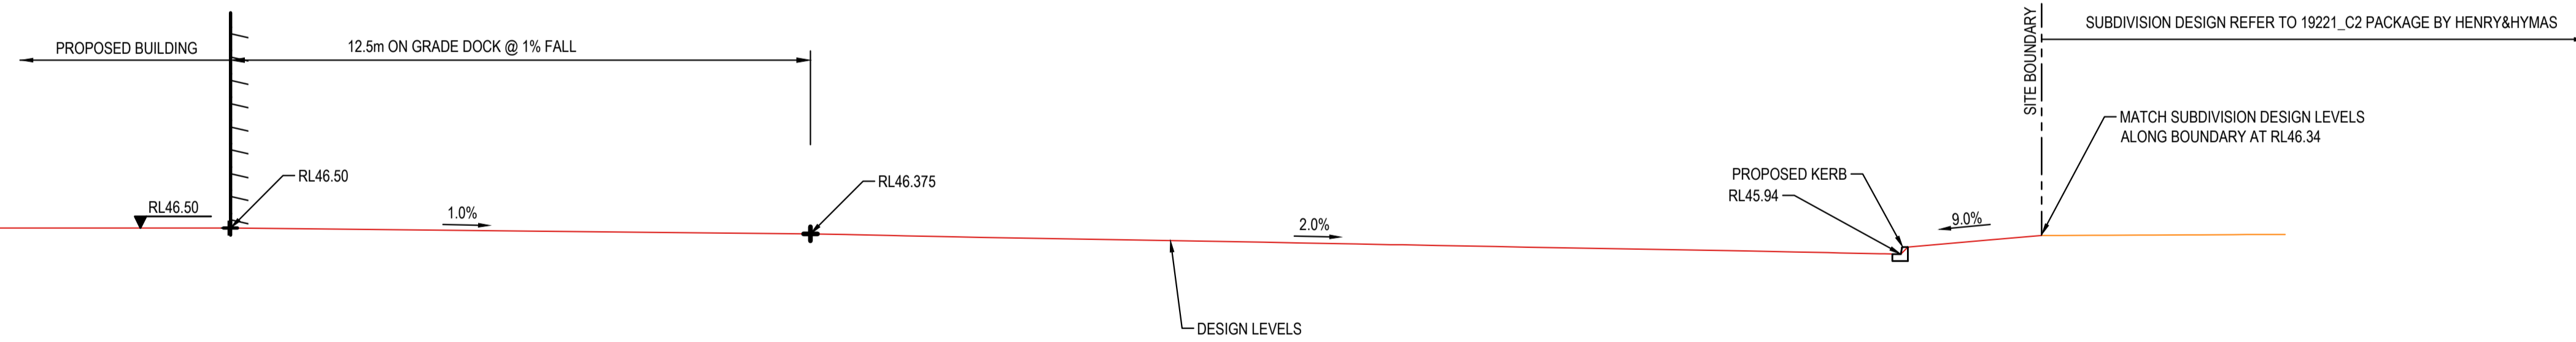 PROPOSED BUILDING
12.5m ON GRADE DOCK @ 1% FALL
SITE BOUNDARY
SUBDIVISION DESIGN REFER TO 19221_C2 PACKAGE BY HENRY&HYMAS
MATCH SUBDIVISION DESIGN LEVELS
ALONG BOUNDARY AT RL46.34
RL46.50
RL46.50
1.0%
RL46.375
2.0%
PROPOSED KERB
RL45.94
9.0%
DESIGN LEVELS